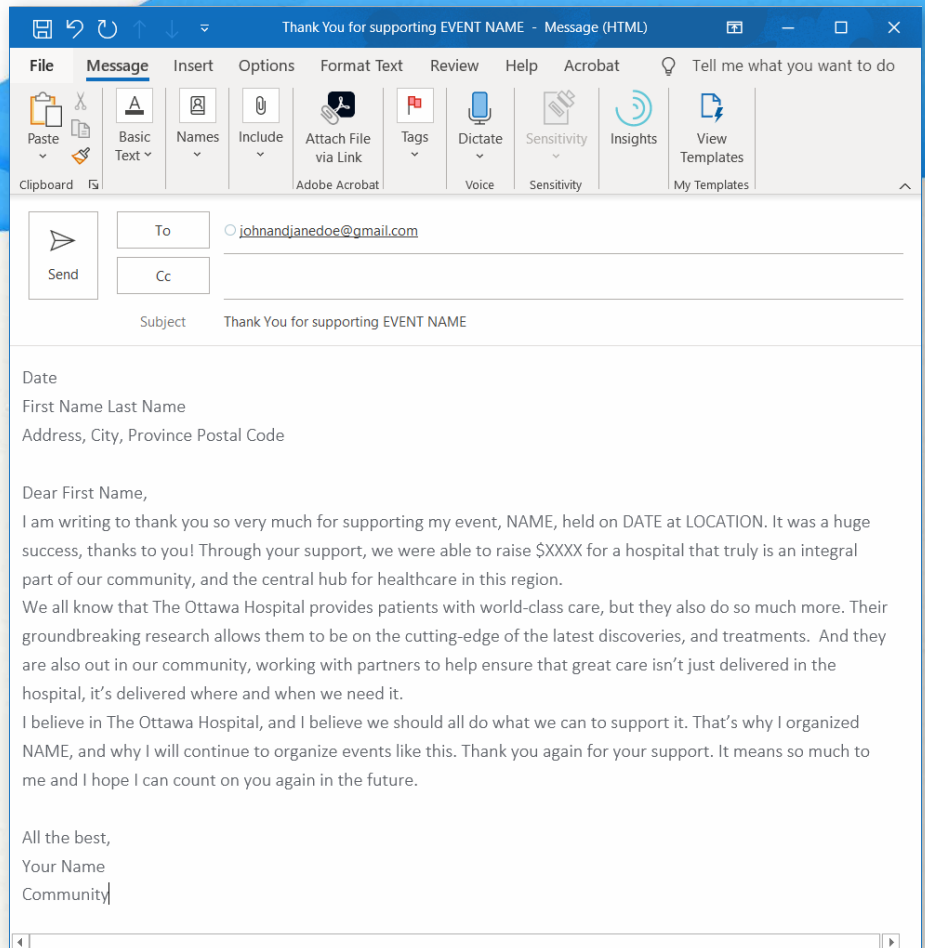 Thank You for supporting EVENT NAME - Message (HTML)
File Message Insert Options Format Text Review Help Acrobat Tell me what you want to do
Paste
Basic Text
Names
Include
Attach File via Link
Tags
Dictate
Sensitivity
Insights
View Templates
Clipboard
Adobe Acrobat
Voice
Sensitivity
My Templates
Send
To
johnandjanedoe@gmail.com
Cc
Subject
Thank You for supporting EVENT NAME
Date
First Name Last Name
Address, City, Province Postal Code
Dear First Name,
I am writing to thank you so very much for supporting my event, NAME, held on DATE at LOCATION. It was a huge
success, thanks to you! Through your support, we were able to raise $XXXX for a hospital that truly is an integral
part of our community, and the central hub for healthcare in this region.
We all know that The Ottawa Hospital provides patients with world-class care, but they also do so much more. Their
groundbreaking research allows them to be on the cutting-edge of the latest discoveries, and treatments.  And they
are also out in our community, working with partners to help ensure that great care isn’t just delivered in the
hospital, it’s delivered where and when we need it.
I believe in The Ottawa Hospital, and I believe we should all do what we can to support it. That’s why I organized
NAME, and why I will continue to organize events like this. Thank you again for your support. It means so much to
me and I hope I can count on you again in the future.
All the best,
Your Name
Community